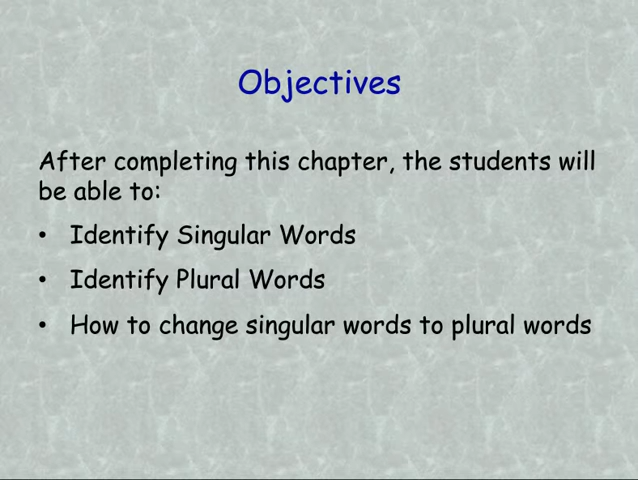 Objectives
After completing this chapter, the students will
be able to:
• Identify Singular Words
• Identify Plural Words
• How to change singular words to plural words